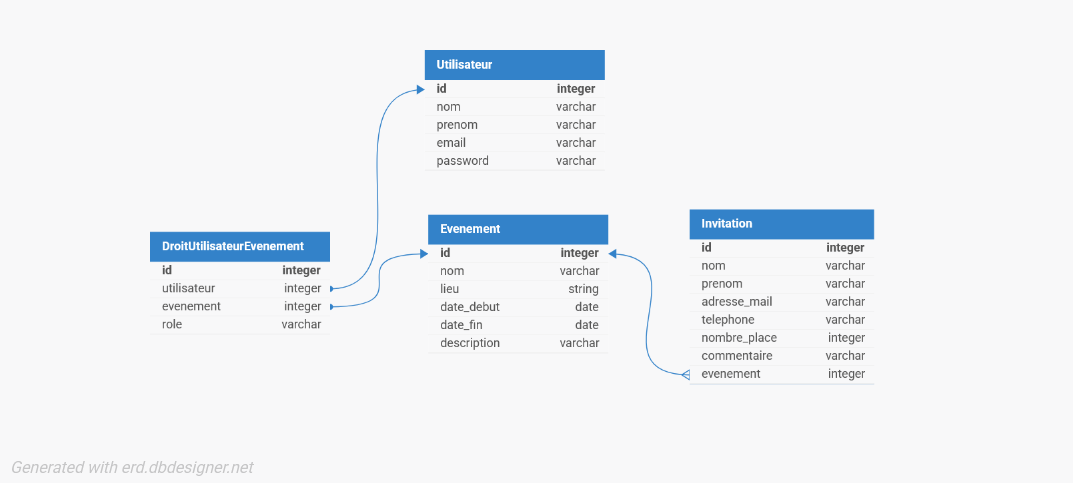 Utilisateur
id integer
nom varchar
prenom varchar
email varchar
password varchar
DroitUtilisateurEvenement
id integer
utilisateur integer
evenement integer
role varchar
Evenement
id integer
nom varchar
lieu string
date_debut date
date_fin date
description varchar
Invitation
id integer
nom varchar
prenom varchar
adresse_mail varchar
telephone varchar
nombre_place integer
commentaire varchar
evenement integer
Generated with erd.dbdesigner.net